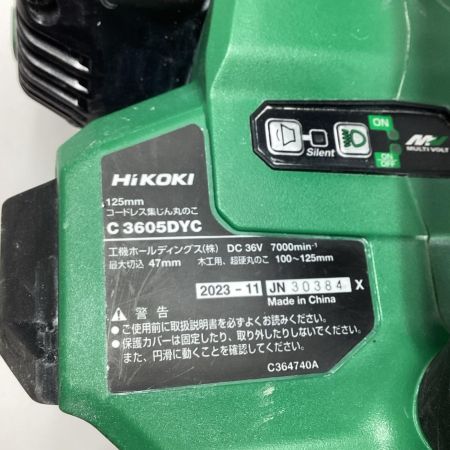 ON
Silent
MV
MULTI VOLT
ON
OFF
HiKOKI
125mm
コードレス集じん丸のこ
C 3605DYC
工機ホールディングス(株) DC 36V 7000min⁻¹
最大切込 47mm 木工用、超硬丸のこ 100~125mm
2023 - 11 JN 30384 X
Made in China
警告
●ご使用前に取扱説明書を必ずよくお読みください。
●保護カバーは固定したり、取り外したりしないでください。
また、円滑に動くことを確認してください。
C364740A